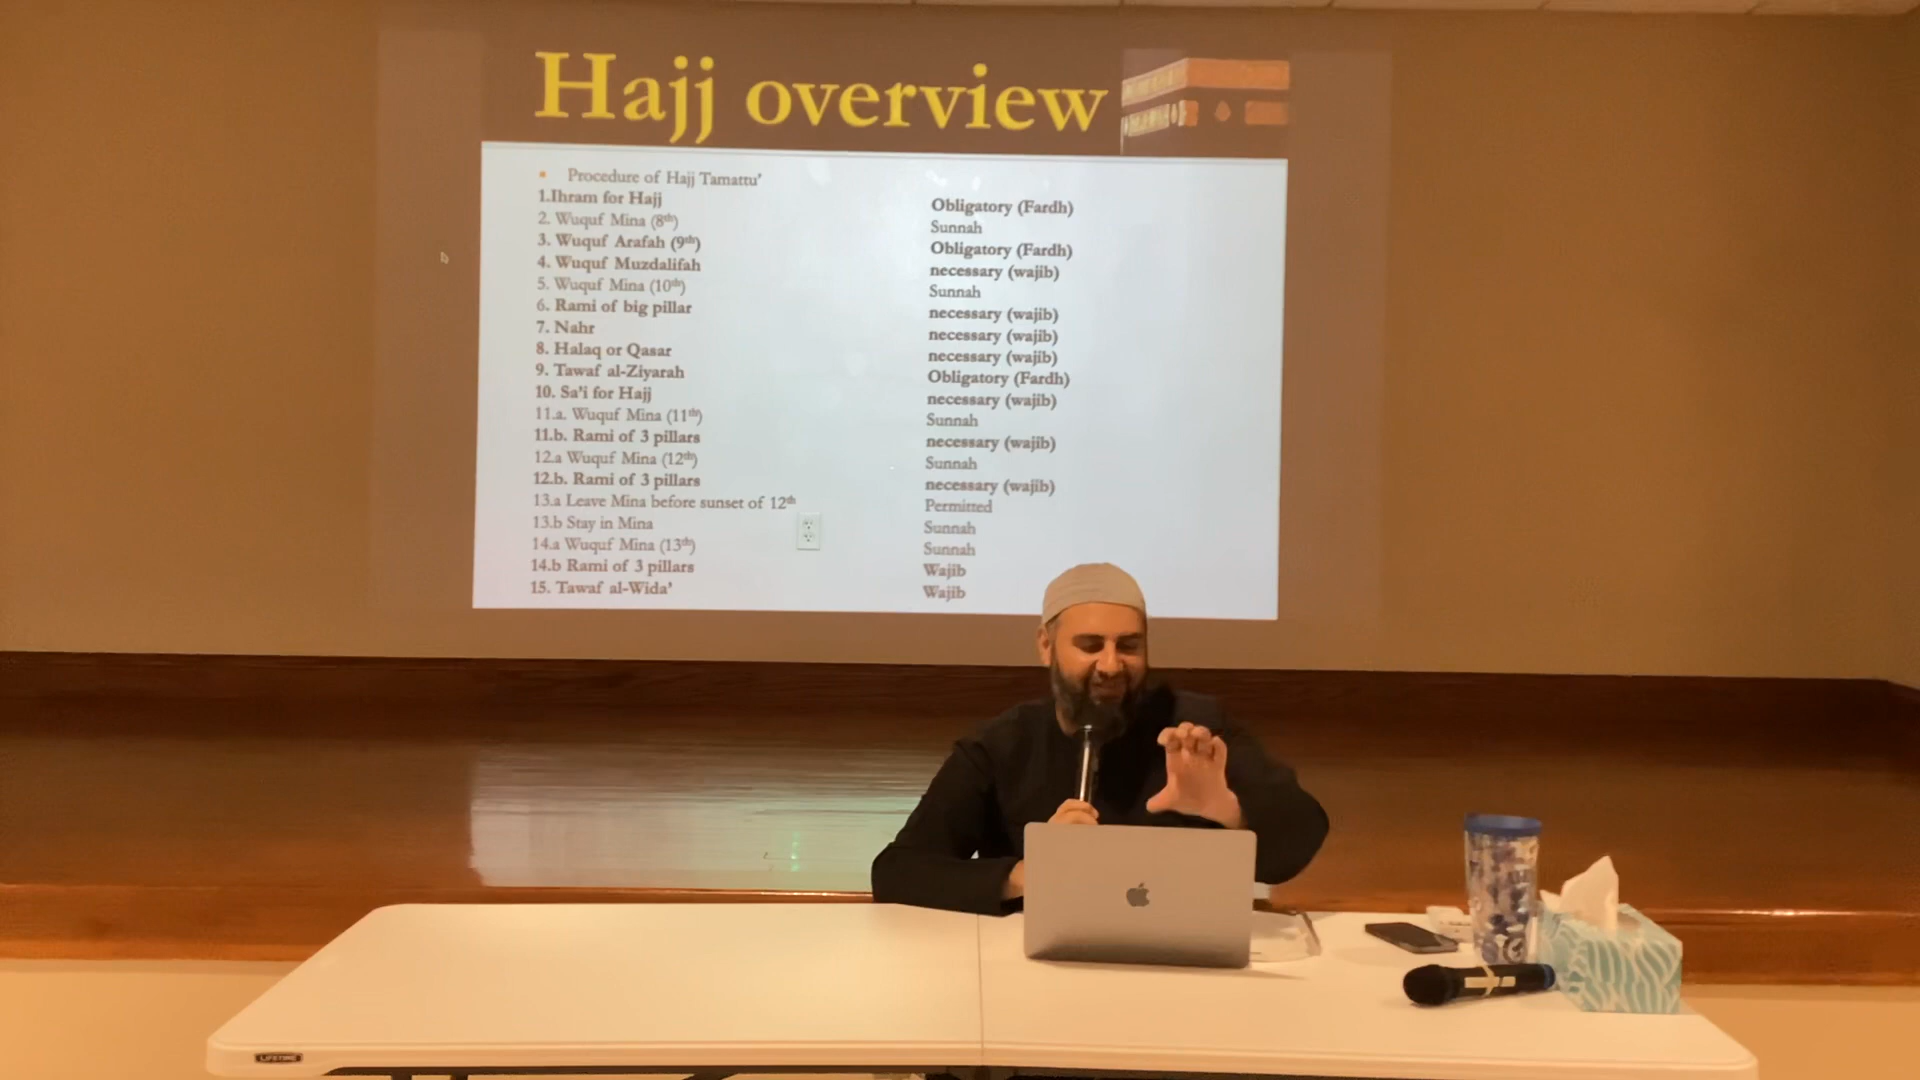 Hajj overview
• Procedure of Hajj Tamattu'
1.Ihram for Hajj Obligatory (Fardh)
2. Wuquf Mina (8th) Sunnah
3. Wuquf Arafah (9th) Obligatory (Fardh)
4. Wuquf Muzdalifah necessary (wajib)
5. Wuquf Mina (10th) Sunnah
6. Rami of big pillar necessary (wajib)
7. Nahr necessary (wajib)
8. Halaq or Qasar necessary (wajib)
9. Tawaf al-Ziyarah Obligatory (Fardh)
10. Sa'i for Hajj necessary (wajib)
11.a. Wuquf Mina (11th) Sunnah
11.b. Rami of 3 pillars necessary (wajib)
12.a Wuquf Mina (12th) Sunnah
12.b. Rami of 3 pillars necessary (wajib)
13.a Leave Mina before sunset of 12th Permitted
13.b Stay in Mina Sunnah
14.a Wuquf Mina (13th) Sunnah
14.b Rami of 3 pillars Wajib
15. Tawaf al-Wida' Wajib
LIFETIME